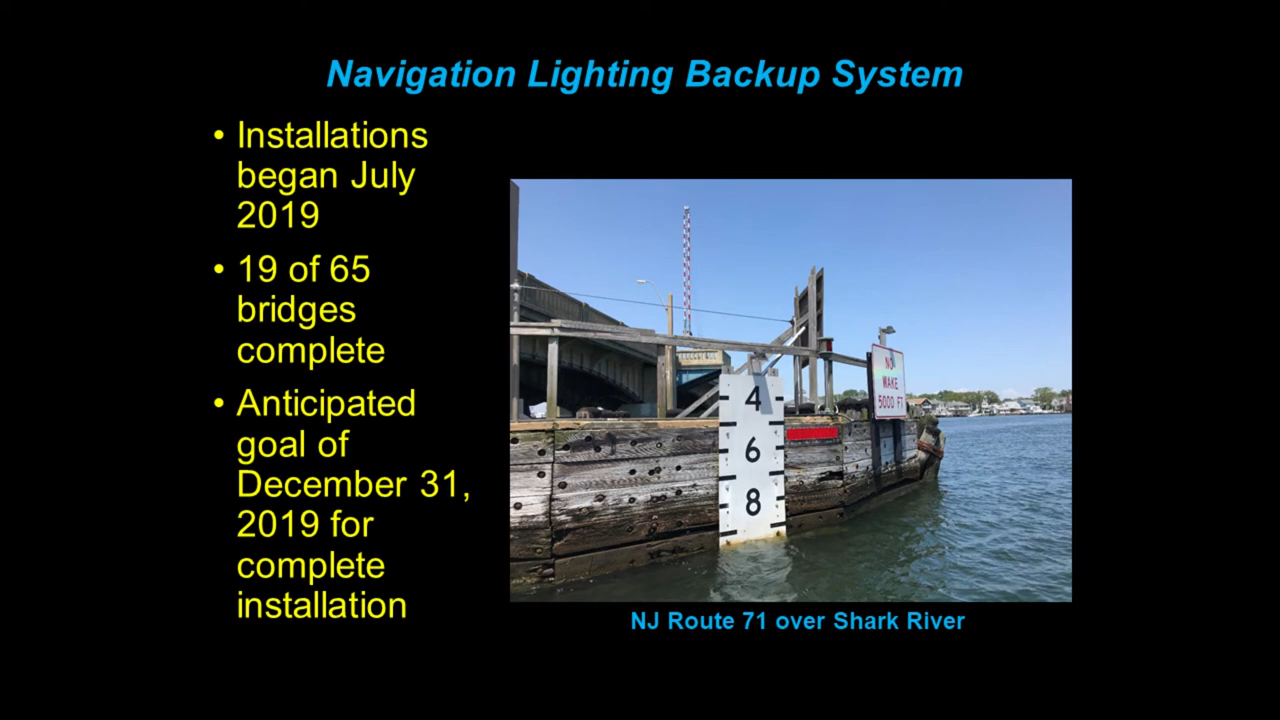 Navigation Lighting Backup System
• Installations
began July
2019
• 19 of 65
bridges
complete
• Anticipated
goal of
December 31,
2019 for
complete
installation
4
6
8
NO
WAKE
5000 FT
NJ Route 71 over Shark River